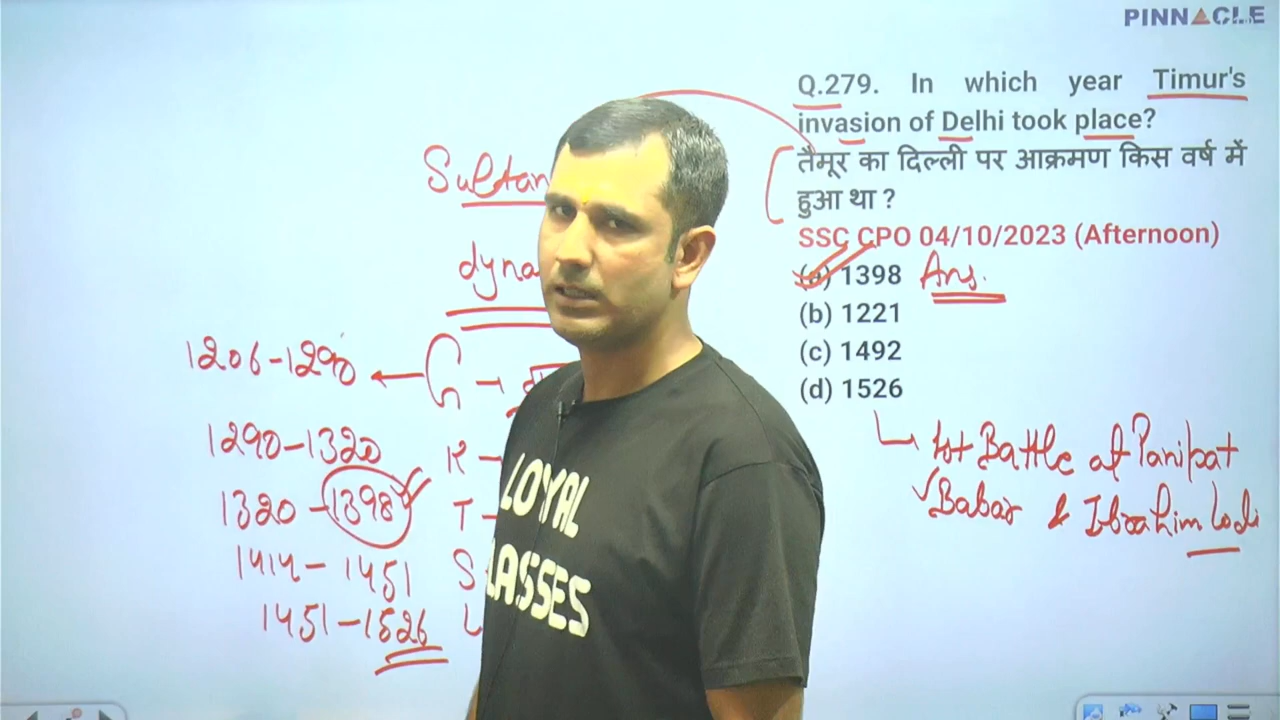 PINNACLE
Q.279. In which year Timur's
invasion of Delhi took place?
तैमूर का दिल्ली पर आक्रमण किस वर्ष में
हुआ था ?
SSC CPO 04/10/2023 (Afternoon)
(a) 1398 Ans.
(b) 1221
(c) 1492
(d) 1526
1st Battle of Panipat
Babar & Ibrahim Lodi
Sultan
dyna
1206-1290 G
1290-1320 K
1320-1398 T
1414-1451 S
1451-1526 L
LOYAL
CLASSES